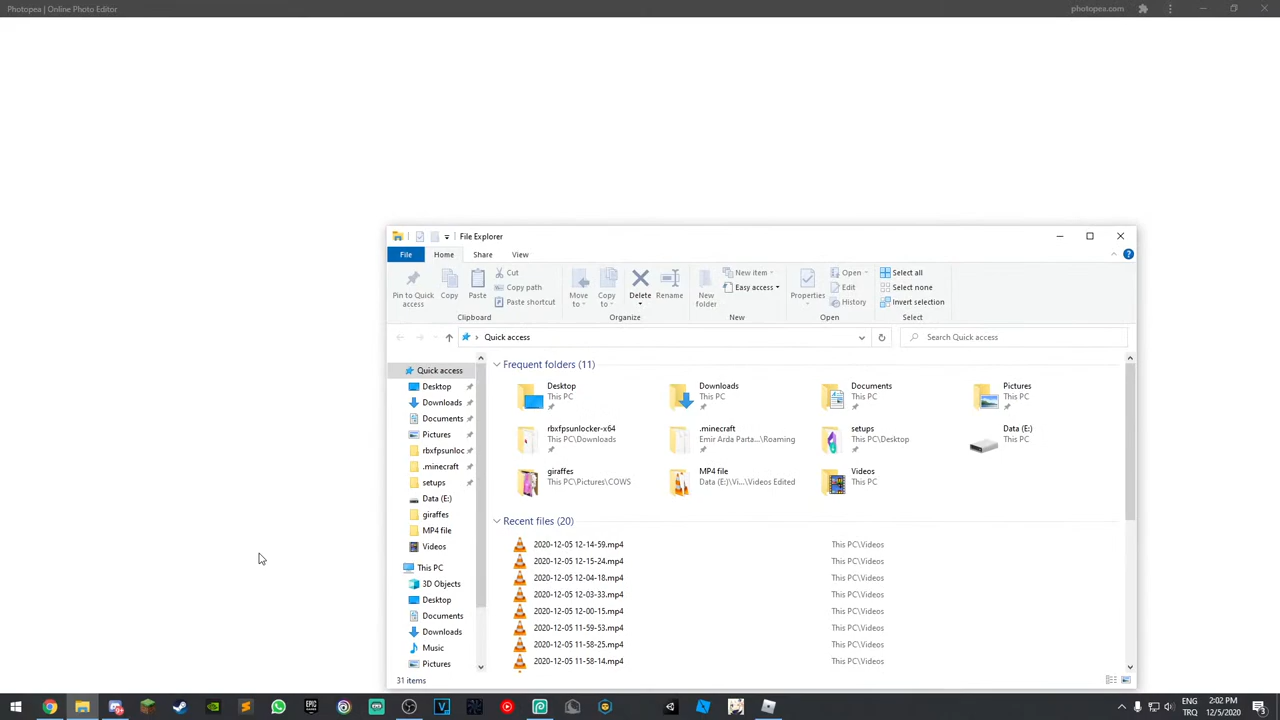 Photopea | Online Photo Editor
photopea.com
File Explorer
File
Home
Share
View
Pin to Quick access
Copy
Paste
Cut
Copy path
Paste shortcut
Clipboard
Move to
Copy to
Delete
Rename
Organize
New folder
New item
Easy access
New
Properties
Open
Edit
History
Open
Select all
Select none
Invert selection
Select
Quick access
Search Quick access
Quick access
Desktop
Downloads
Documents
Pictures
rbxfpsunloc
.minecraft
setups
Data (E:)
giraffes
MP4 file
Videos
This PC
3D Objects
Desktop
Documents
Downloads
Music
Pictures
Frequent folders (11)
Desktop
This PC
Downloads
This PC
Documents
This PC
Pictures
This PC
rbxfpsunlocker-x64
This PC\Downloads
.minecraft
Emir Arda Parta...\Roaming
setups
This PC\Desktop
Data (E:)
This PC
giraffes
This PC\Pictures\COWS
MP4 file
Data (E:)\Vi...\Videos Edited
Videos
This PC
Recent files (20)
2020-12-05 12-14-59.mp4 This PC\Videos
2020-12-05 12-15-24.mp4 This PC\Videos
2020-12-05 12-04-18.mp4 This PC\Videos
2020-12-05 12-03-33.mp4 This PC\Videos
2020-12-05 12-00-15.mp4 This PC\Videos
2020-12-05 11-59-53.mp4 This PC\Videos
2020-12-05 11-58-25.mp4 This PC\Videos
2020-12-05 11-58-14.mp4 This PC\Videos
31 items
EPIC
ENG
TRQ
2:02 PM
12/5/2020